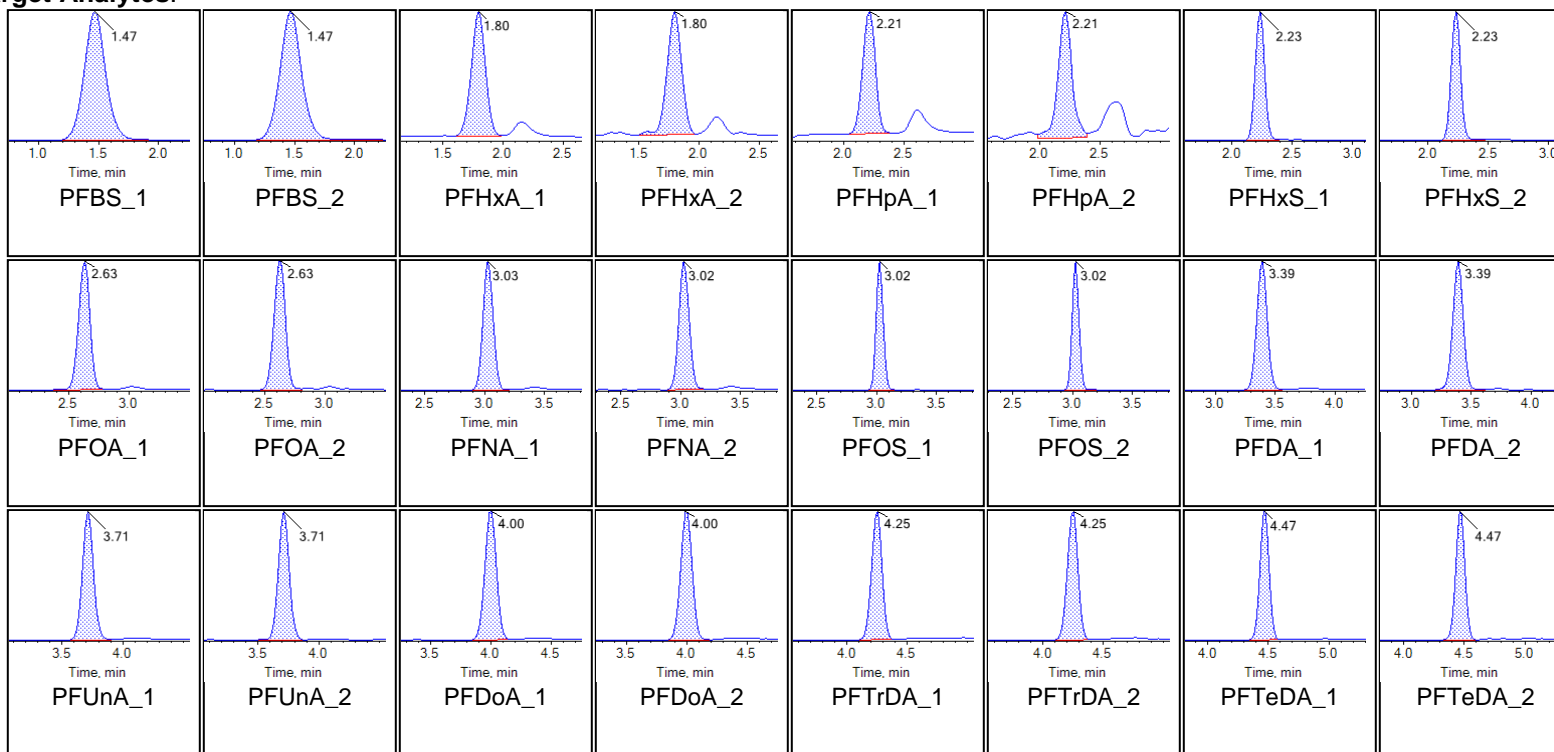 rget Analytes:
1.47 1.47 1.80 1.80 2.21 2.21 2.23 2.23
1.0 1.5 2.0 1.0 1.5 2.0 1.5 2.0 2.5 1.5 2.0 2.5 2.0 2.5 2.0 2.5 2.0 2.5 3.0 2.0 2.5 3.0
Time, min Time, min Time, min Time, min Time, min Time, min Time, min Time, min
PFBS_1 PFBS_2 PFHxA_1 PFHxA_2 PFHpA_1 PFHpA_2 PFHxS_1 PFHxS_2
2.63 2.63 3.03 3.02 3.02 3.02 3.39 3.39
2.5 3.0 2.5 3.0 2.5 3.0 3.5 2.5 3.0 3.5 2.5 3.0 3.5 2.5 3.0 3.5 3.0 3.5 4.0 3.0 3.5 4.0
Time, min Time, min Time, min Time, min Time, min Time, min Time, min Time, min
PFOA_1 PFOA_2 PFNA_1 PFNA_2 PFOS_1 PFOS_2 PFDA_1 PFDA_2
3.71 3.71 4.00 4.00 4.25 4.25 4.47 4.47
3.5 4.0 3.5 4.0 3.5 4.0 4.5 3.5 4.0 4.5 4.0 4.5 4.0 4.5 4.0 4.5 5.0 4.0 4.5 5.0
Time, min Time, min Time, min Time, min Time, min Time, min Time, min Time, min
PFUnA_1 PFUnA_2 PFDoA_1 PFDoA_2 PFTrDA_1 PFTrDA_2 PFTeDA_1 PFTeDA_2